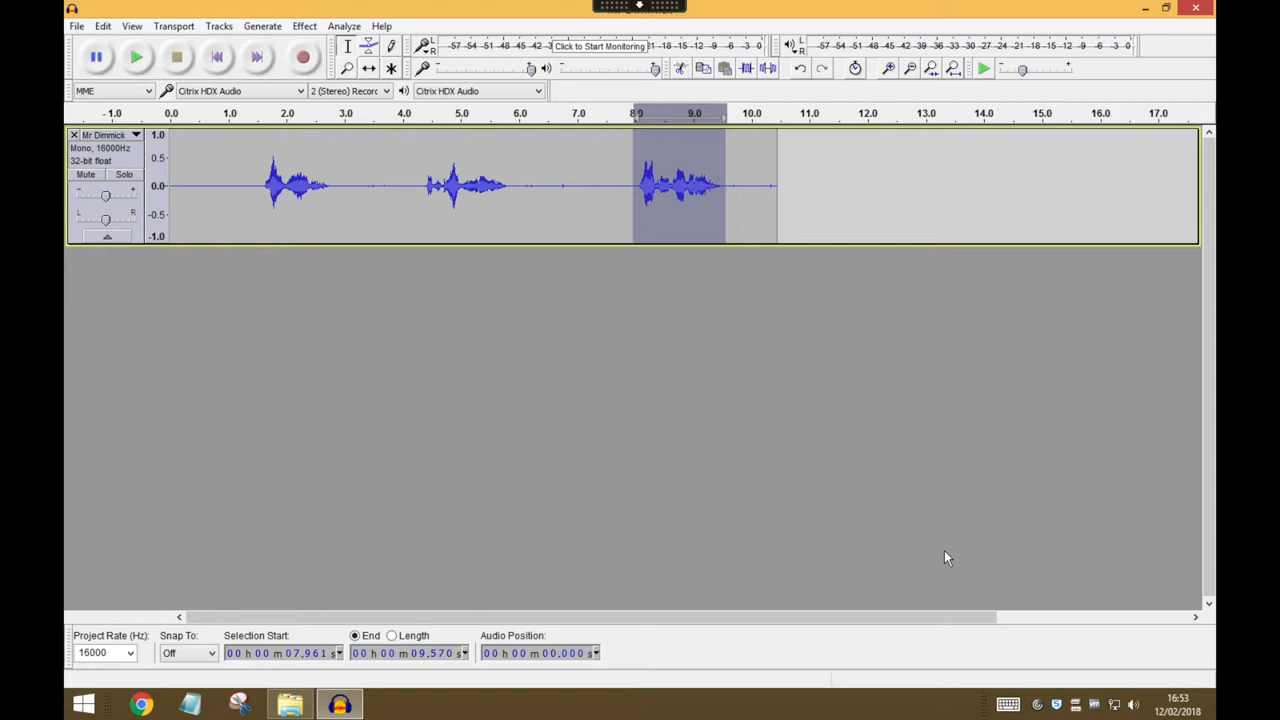 File Edit View Transport Tracks Generate Effect Analyze Help
-57 -54 -51 -48 -45 -42 Click to Start Monitoring -18 -15 -12 -9 -6 -3 0
-57 -54 -51 -48 -45 -42 -39 -36 -33 -30 -27 -24 -21 -18 -15 -12 -9 -6 -3 0
L
R
L
R
MME Citrix HDX Audio 2 (Stereo) Recorc Citrix HDX Audio
- 1.0 0.0 1.0 2.0 3.0 4.0 5.0 6.0 7.0 8.0 9.0 10.0 11.0 12.0 13.0 14.0 15.0 16.0 17.0
Mr Dimmick
Mono, 16000Hz
32-bit float
Mute Solo
- +
L R
1.0
0.5
0.0
-0.5
-1.0
Project Rate (Hz): Snap To: Selection Start: End Length Audio Position:
16000 Off 00 h 00 m 07.961 s 00 h 00 m 09.570 s 00 h 00 m 00.000 s
16:53
12/02/2018